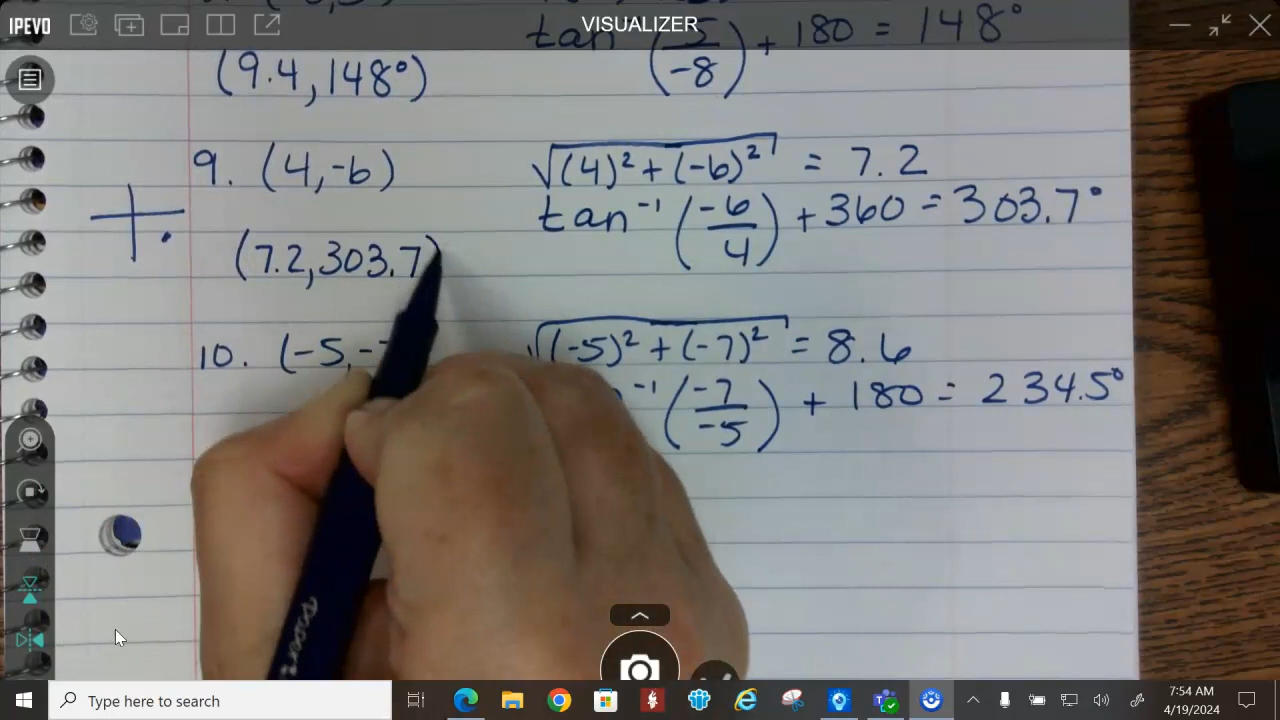 IPEVO
VISUALIZER
tan (5/-8) + 180 = 148°
(9.4, 148°)
9. (4, -6)
√(4)² + (-6)² = 7.2
tan⁻¹ (-6/4) + 360 = 303.7°
(7.2, 303.7)
10. (-5, -
√(-5)² + (-7)² = 8.6
⁻¹ (-7/-5) + 180 = 234.5°
Type here to search
7:54 AM
4/19/2024